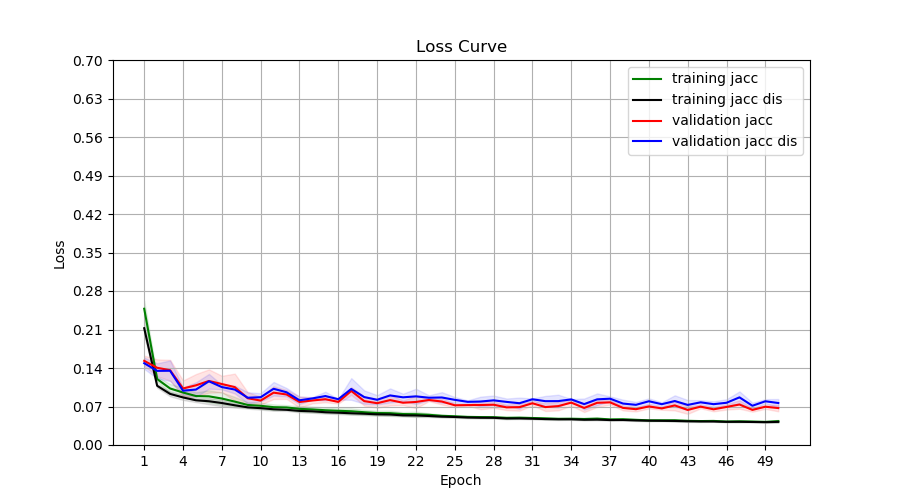 Loss Curve
0.70
0.63
0.56
0.49
0.42
0.35
0.28
0.21
0.14
0.07
0.00
Loss
training jacc
training jacc dis
validation jacc
validation jacc dis
1 4 7 10 13 16 19 22 25 28 31 34 37 40 43 46 49
Epoch